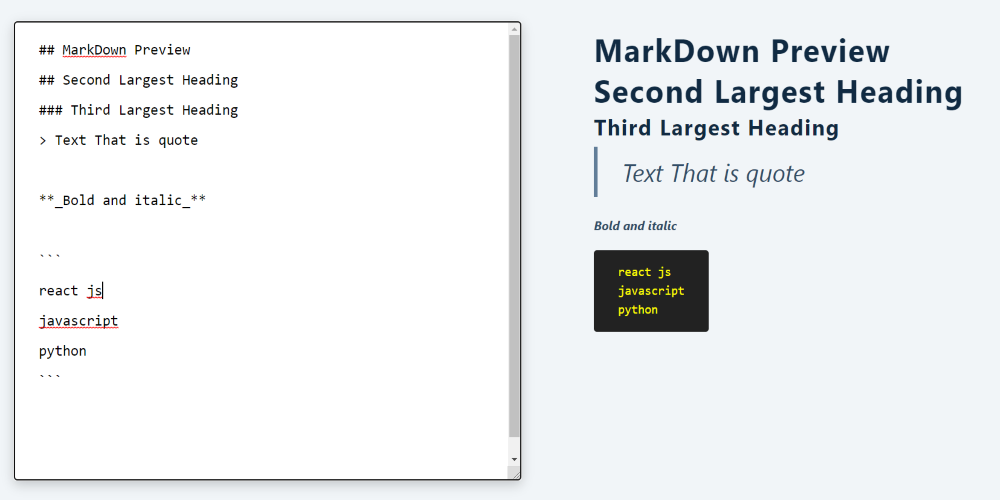 ## MarkDown Preview
## Second Largest Heading
### Third Largest Heading
> Text That is quote
**_Bold and italic_**
```
react js
javascript
python
```
MarkDown Preview
Second Largest Heading
Third Largest Heading
Text That is quote
Bold and italic
react js
javascript
python